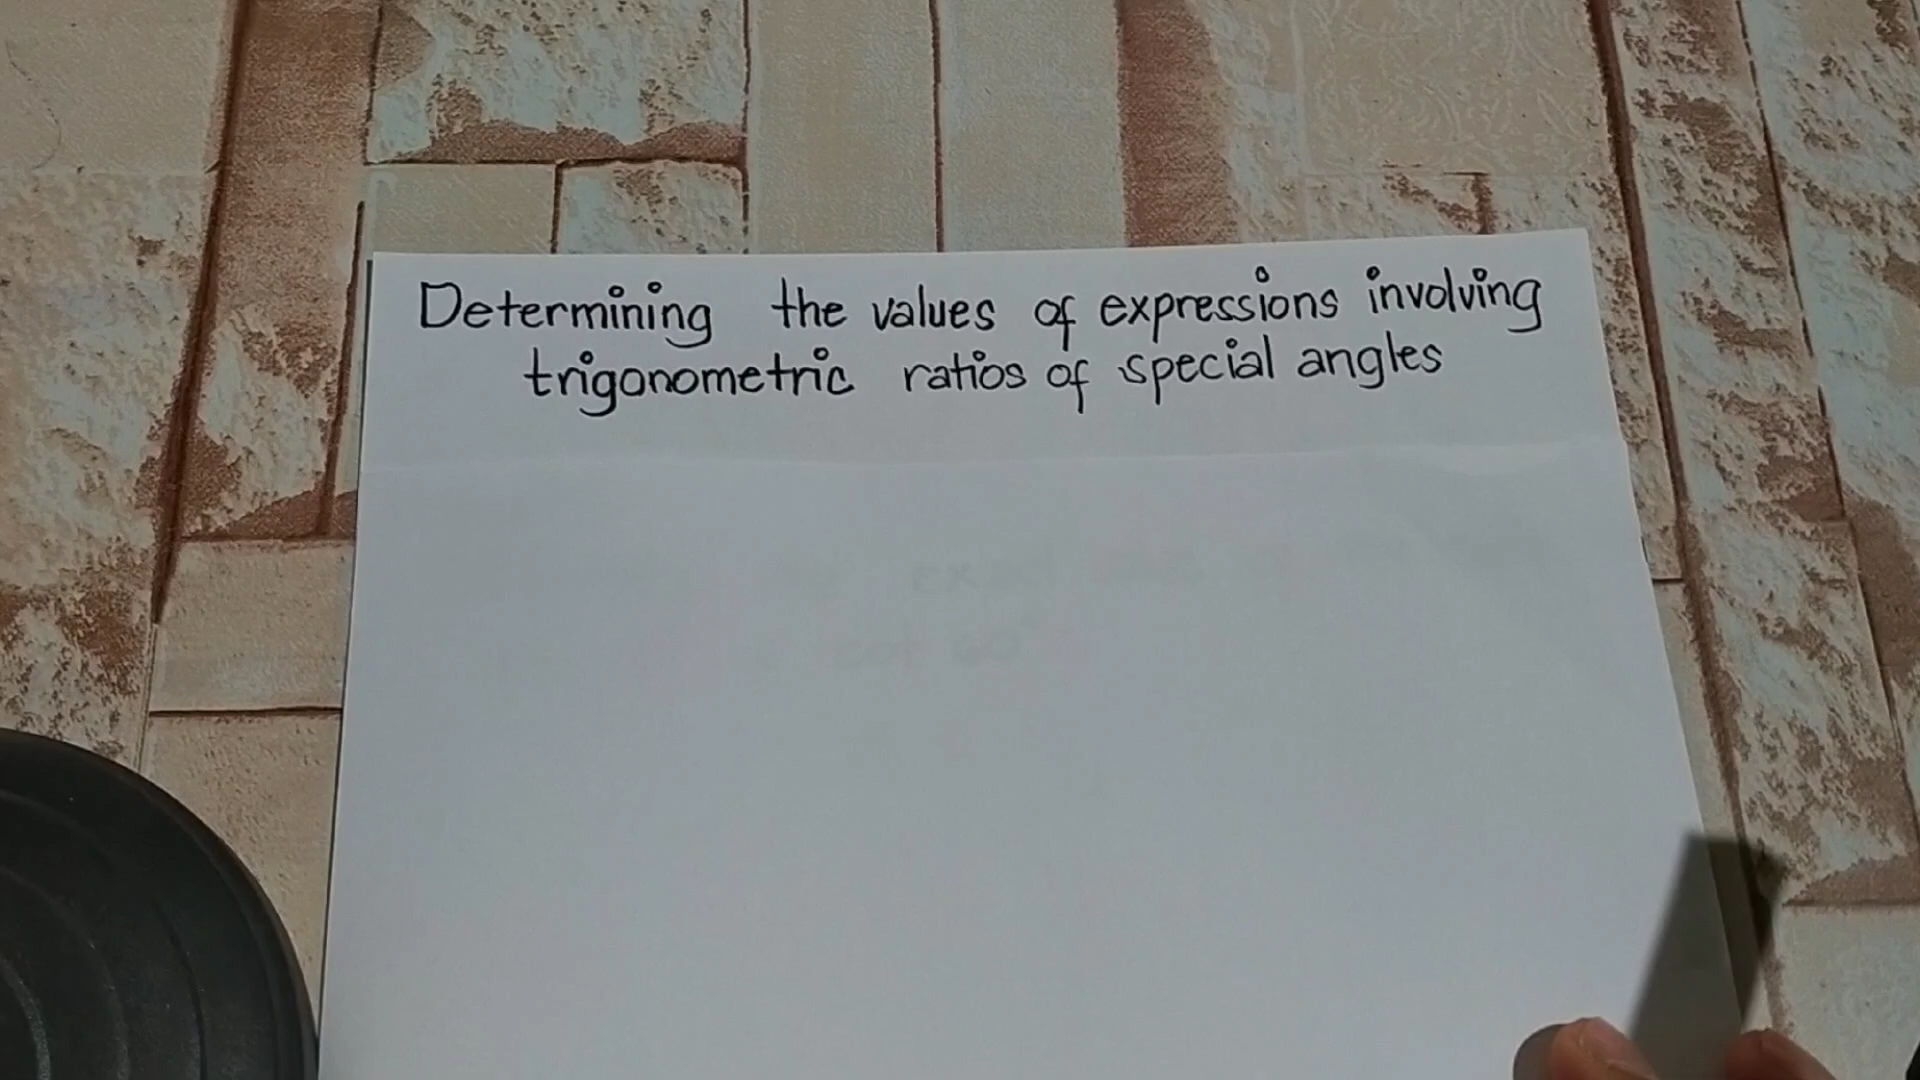 Determining the values of expressions involving
trigonometric ratios of special angles